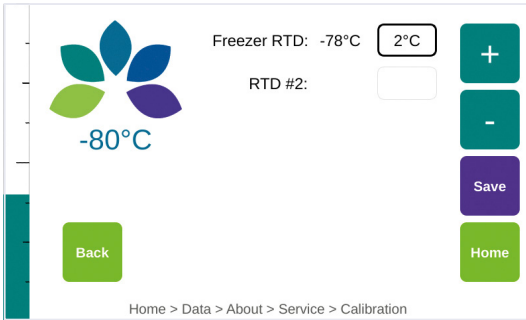 Freezer RTD: -78°C 2°C +
RTD #2:
-80°C -
Save
Back Home
Home > Data > About > Service > Calibration